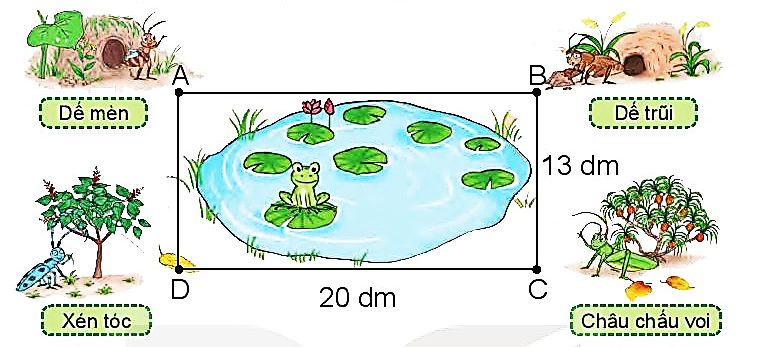 A
B
Dế mèn
Dế trũi
13 dm
D
20 dm
C
Xén tóc
Châu chấu voi